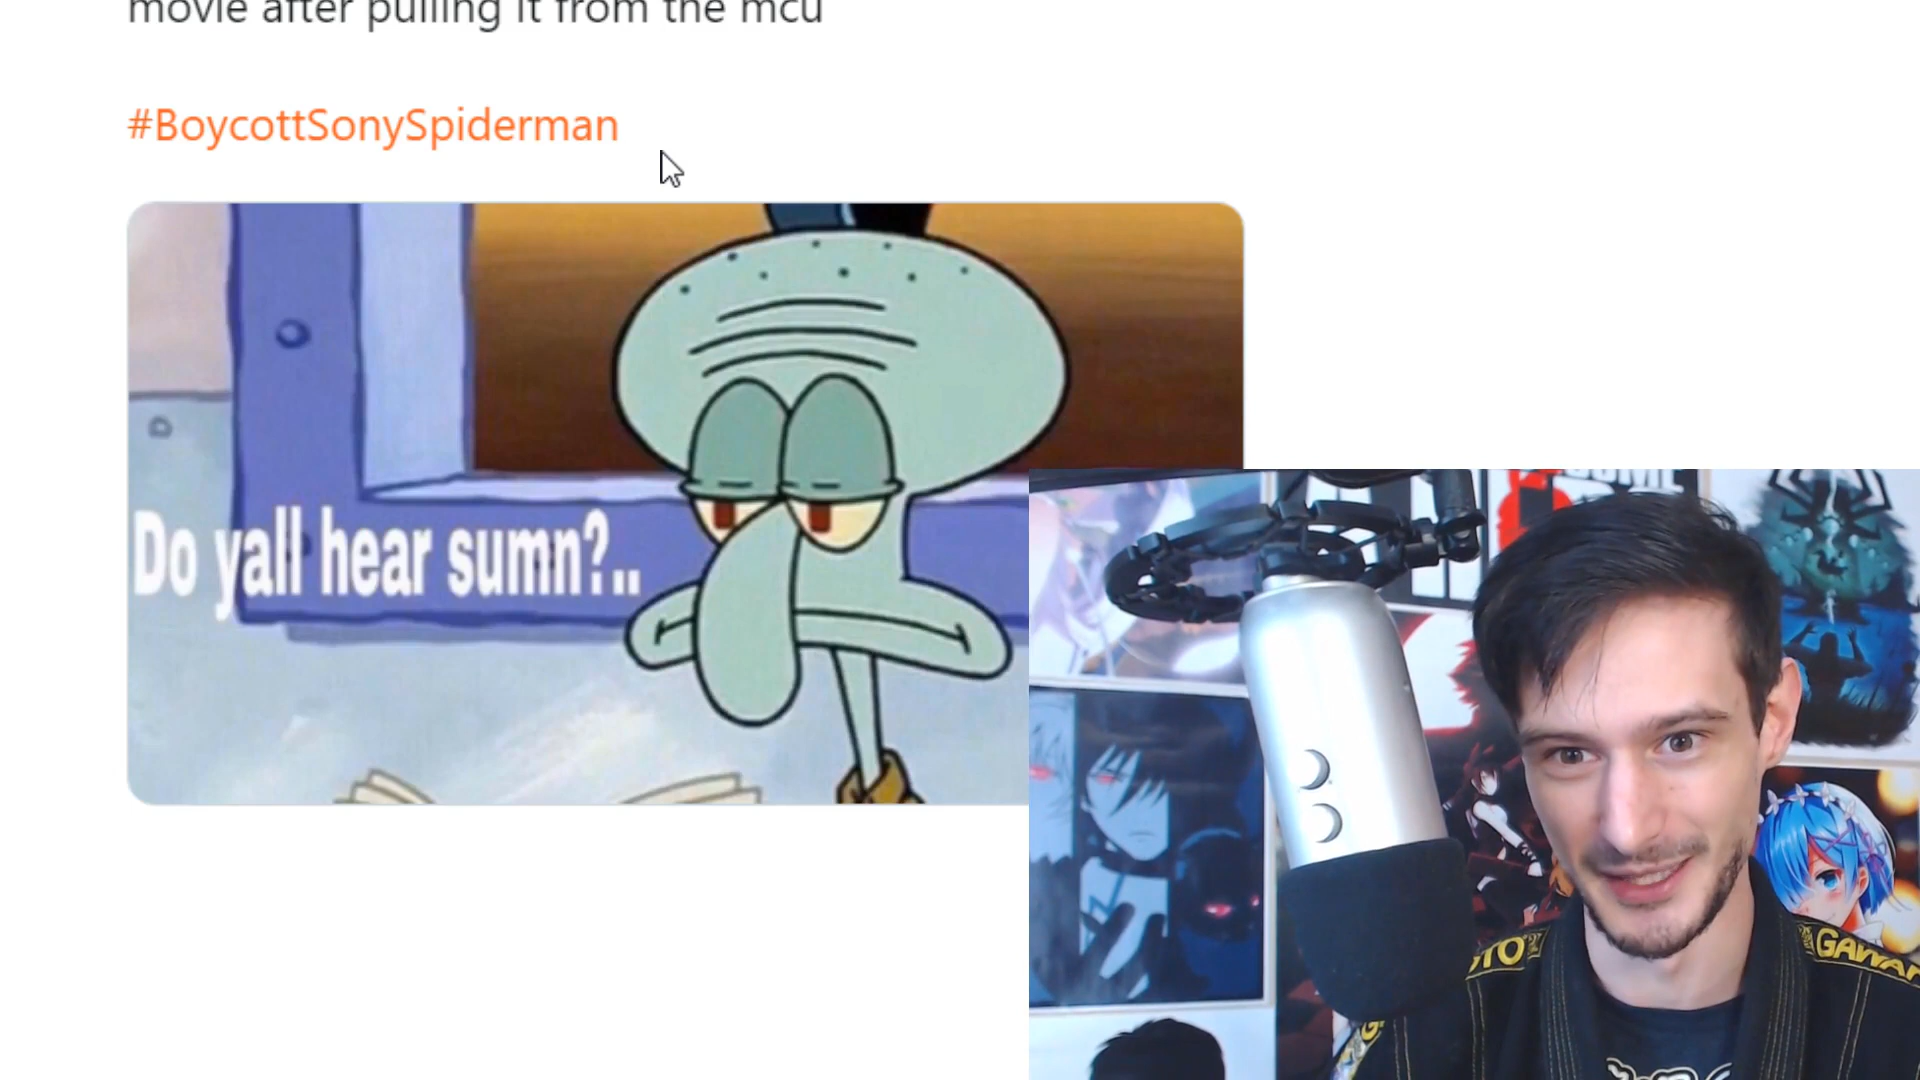 movie after pulling it from the mcu
#BoycottSonySpiderman
Do yall hear sumn?..